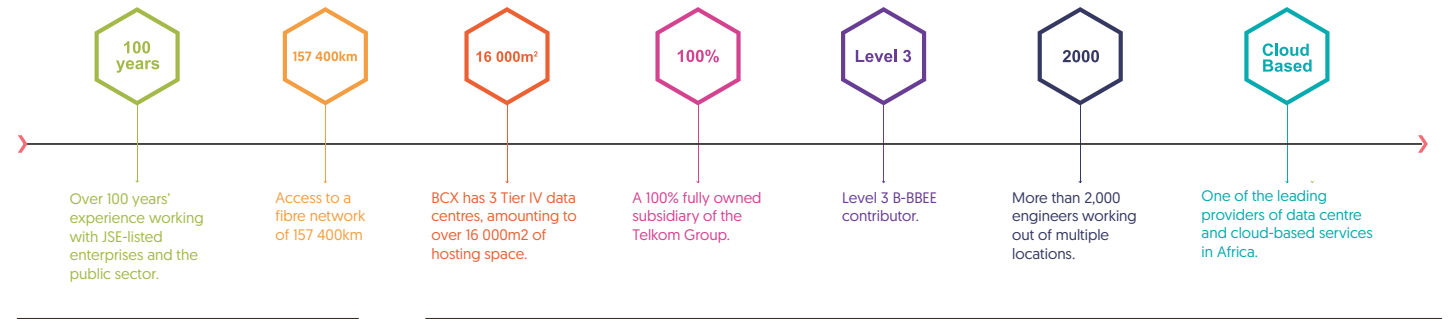 100
years
157 400km
16 000m²
100%
Level 3
2000
Cloud
Based
Over 100 years'
experience working
with JSE-listed
enterprises and the
public sector.
Access to a
fibre network
of 157 400km
BCX has 3 Tier IV data
centres, amounting to
over 16 000m2 of
hosting space.
A 100% fully owned
subsidiary of the
Telkom Group.
Level 3 B-BBEE
contributor.
More than 2,000
engineers working
out of multiple
locations.
One of the leading
providers of data centre
and cloud-based services
in Africa.